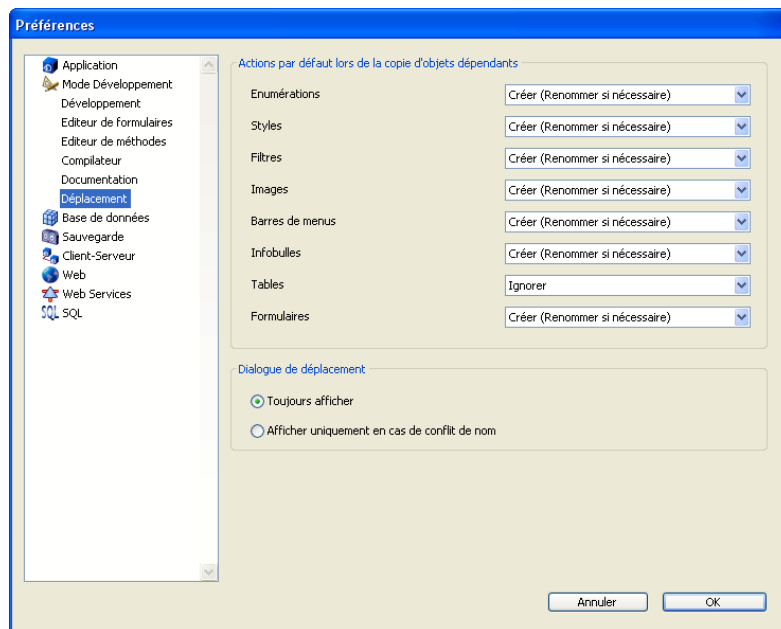 Préférences
Application
Mode Développement
Développement
Editeur de formulaires
Editeur de méthodes
Compilateur
Documentation
Déplacement
Base de données
Sauvegarde
Client-Serveur
Web
Web Services
SQL SQL
Actions par défaut lors de la copie d'objets dépendants
Enumérations Créer (Renommer si nécessaire)
Styles Créer (Renommer si nécessaire)
Filtres Créer (Renommer si nécessaire)
Images Créer (Renommer si nécessaire)
Barres de menus Créer (Renommer si nécessaire)
Infobulles Créer (Renommer si nécessaire)
Tables Ignorer
Formulaires Créer (Renommer si nécessaire)
Dialogue de déplacement
Toujours afficher
Afficher uniquement en cas de conflit de nom
Annuler OK